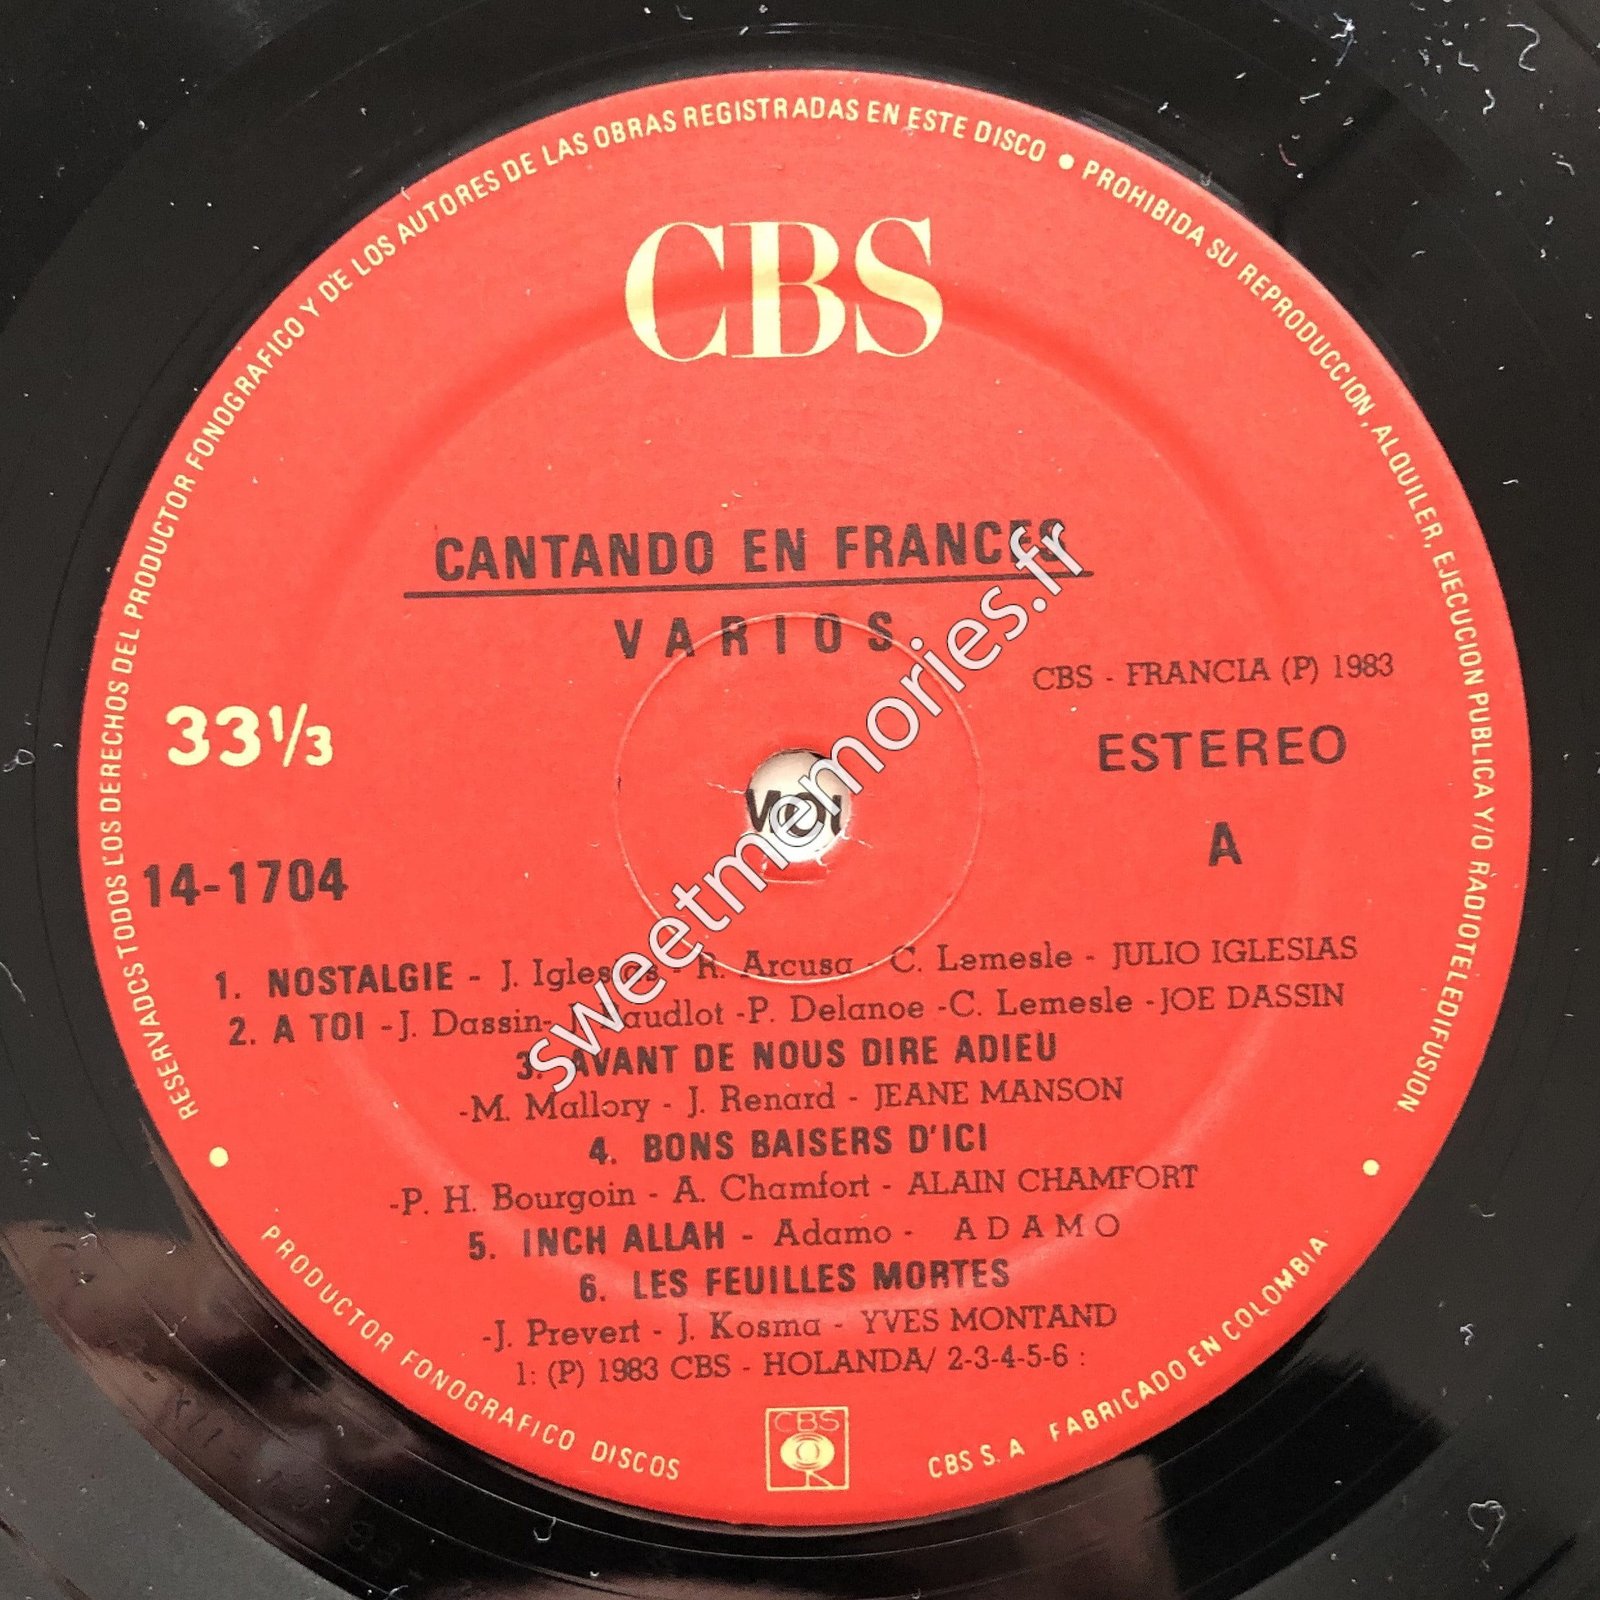 RESERVADCS TODOS LOS DERECHOS DEL PRODUCTOR FONOGRAFICO Y DE LOS AUTORES DE LAS OBRAS REGISTRADAS EN ESTE DISCO • PROHIBIDA SU REPRODUCCION, ALQUILER, EJECUCION PUBLICA Y/O RADIOTELEDIFUSION
CBS
CANTANDO EN FRANCES
VARIOS
CBS - FRANCIA (P) 1983
33⅓
ESTEREO
A
14-1704
1. NOSTALGIE - J. Iglesias - R. Arcusa - C. Lemesle - JULIO IGLESIAS
2. A TOI - J. Dassin- audlot -P. Delanoe -C. Lemesle -JOE DASSIN
3. AVANT DE NOUS DIRE ADIEU
-M. Mallory - J. Renard - JEANE MANSON
4. BONS BAISERS D'ICI
-P. H. Bourgoin - A. Chamfort - ALAIN CHAMFORT
5. INCH ALLAH - Adamo - ADAMO
6. LES FEUILLES MORTES
-J. Prevert - J. Kosma - YVES MONTAND
1: (P) 1983 CBS - HOLANDA/ 2-3-4-5-6 :
CBS
PRODUCTOR FONOGRAFICO DISCOS CBS S. A FABRICADO EN COLOMBIA
sweetmemories.fr